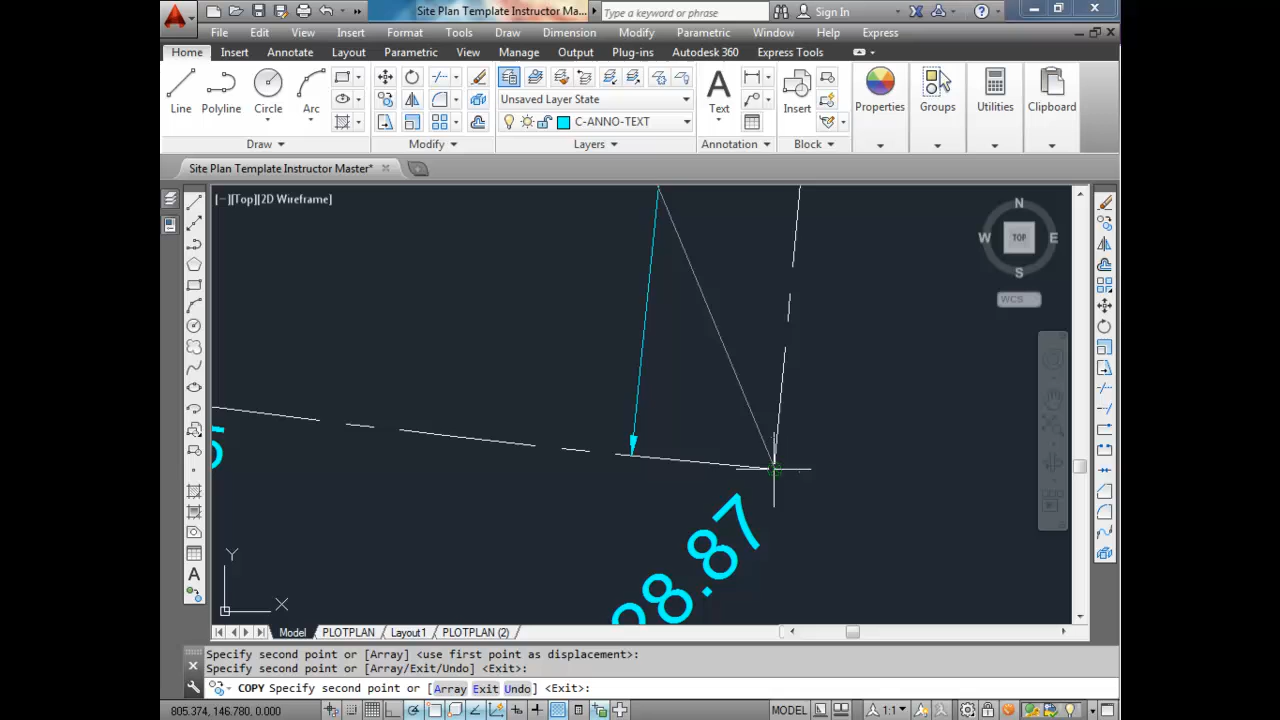 Site Plan Template Instructor Ma...
Type a keyword or phrase
Sign In
File Edit View Insert Format Tools Draw Dimension Modify Parametric Window Help Express
Home Insert Annotate Layout Parametric View Manage Output Plug-ins Autodesk 360 Express Tools
Unsaved Layer State
Line Polyline Circle Arc Text Insert Properties Groups Utilities Clipboard
C-ANNO-TEXT
Draw Modify Layers Annotation Block
Site Plan Template Instructor Master*
[−][Top][2D Wireframe]
N
W TOP E
S
WCS
98.87
Y
X
Model PLOTPLAN Layout1 PLOTPLAN (2)
Specify second point or [Array] <use first point as displacement>:
Specify second point or [Array/Exit/Undo] <Exit>:
COPY Specify second point or [Array Exit Undo] <Exit>:
805.374, 146.780, 0.000 MODEL 1:1